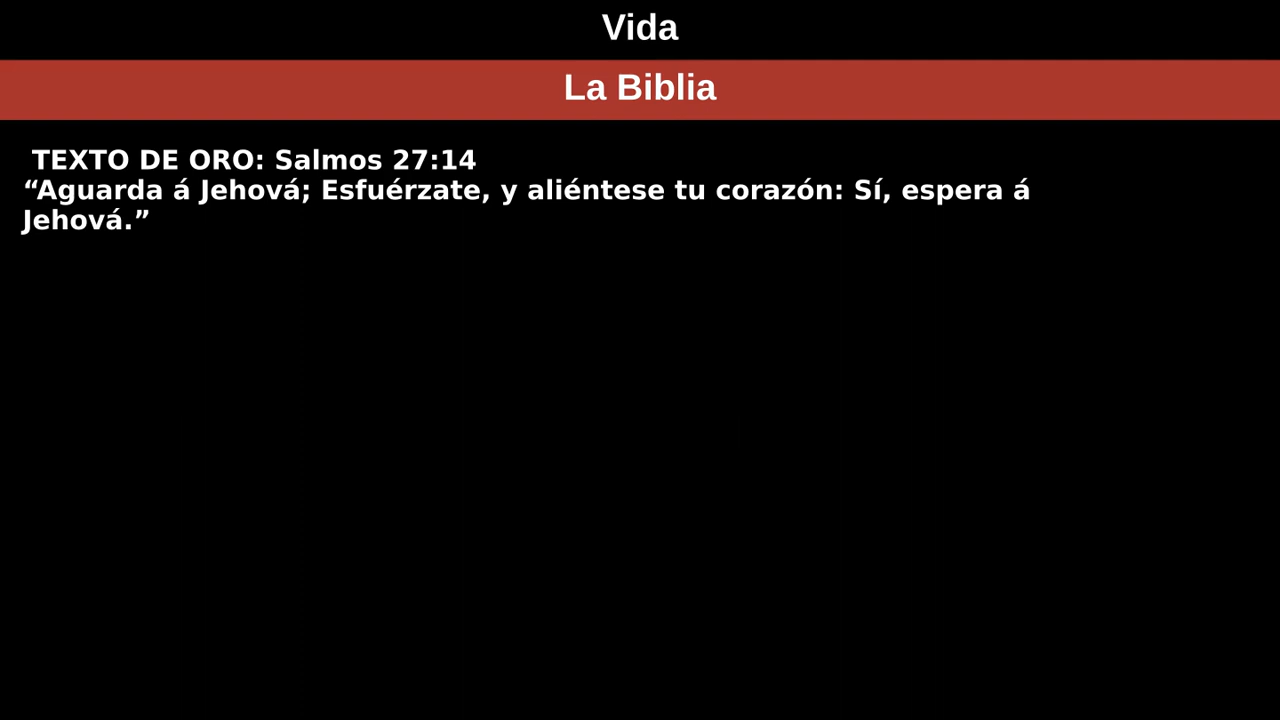 Vida
La Biblia
TEXTO DE ORO: Salmos 27:14
“Aguarda á Jehová; Esfuérzate, y aliéntese tu corazón: Sí, espera á
Jehová.”